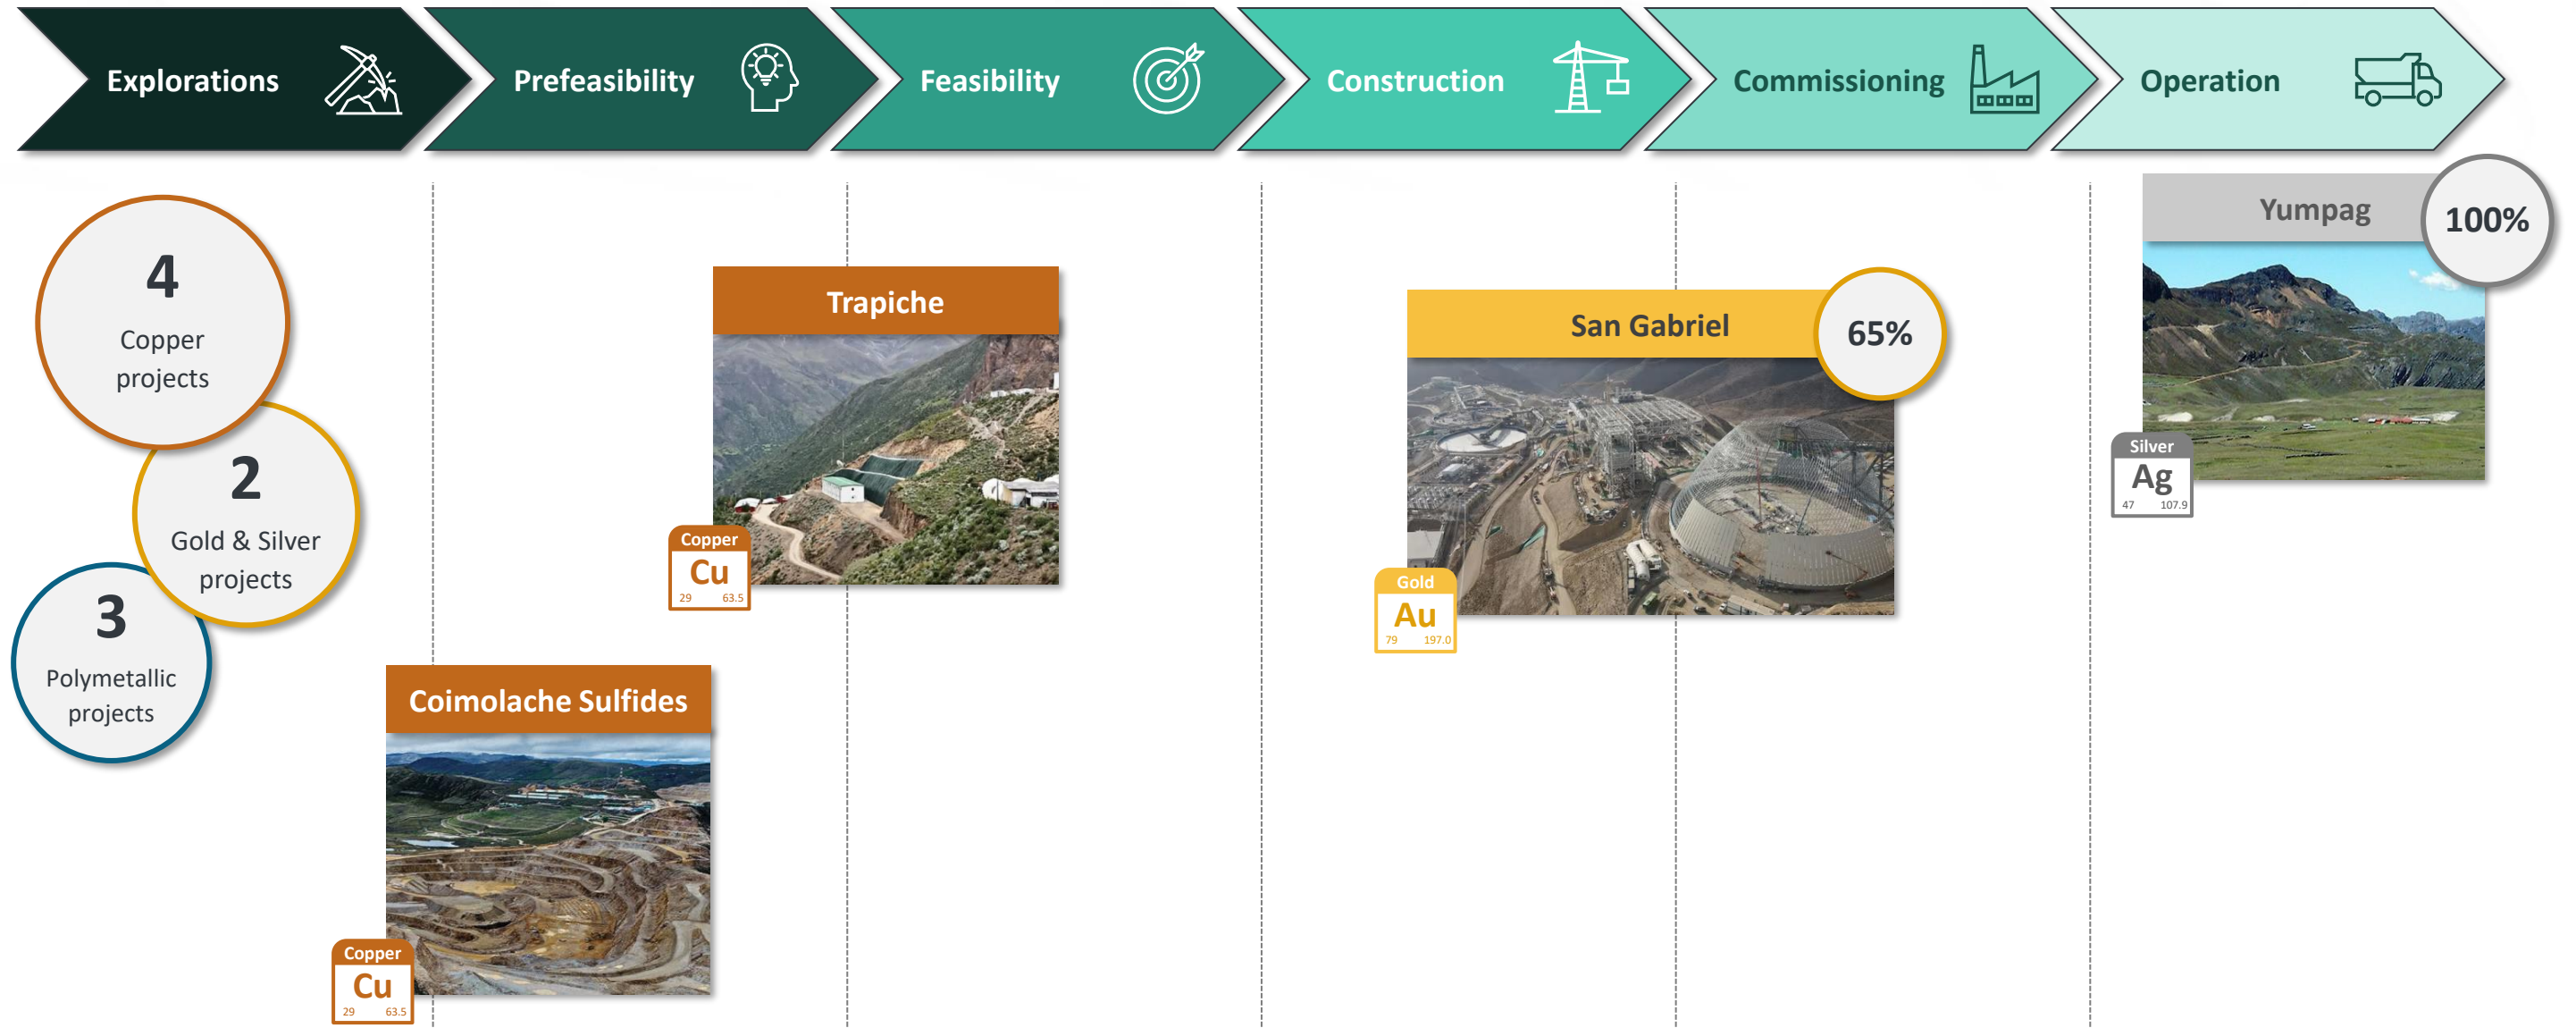 Explorations
Prefeasibility
Feasibility
Construction
Commissioning
Operation
4
Copper
projects
2
Gold & Silver
projects
3
Polymetallic
projects
Coimolache Sulfides
Copper
Cu
29 63.5
Trapiche
Copper
Cu
29 63.5
San Gabriel
65%
Gold
Au
79 197.0
Yumpag
100%
Silver
Ag
47 107.9